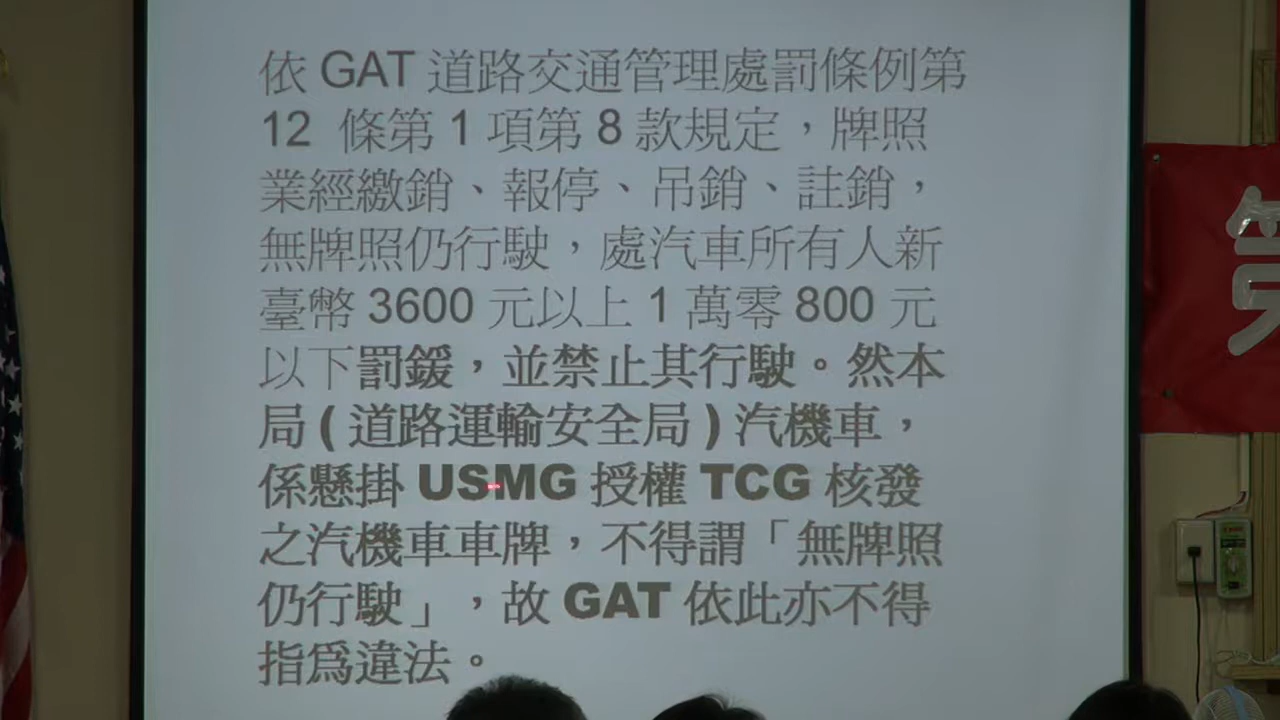 依 GAT 道路交通管理處罰條例第
12 條第 1 項第 8 款規定，牌照
業經繳銷、報停、吊銷、註銷，
無牌照仍行駛，處汽車所有人新
臺幣 3600 元以上 1 萬零 800 元
以下罰鍰，並禁止其行駛。然本
局 ( 道路運輸安全局 ) 汽機車，
係懸掛 USMG 授權 TCG 核發
之汽機車車牌，不得謂「無牌照
仍行駛」，故 GAT 依此亦不得
指爲違法。